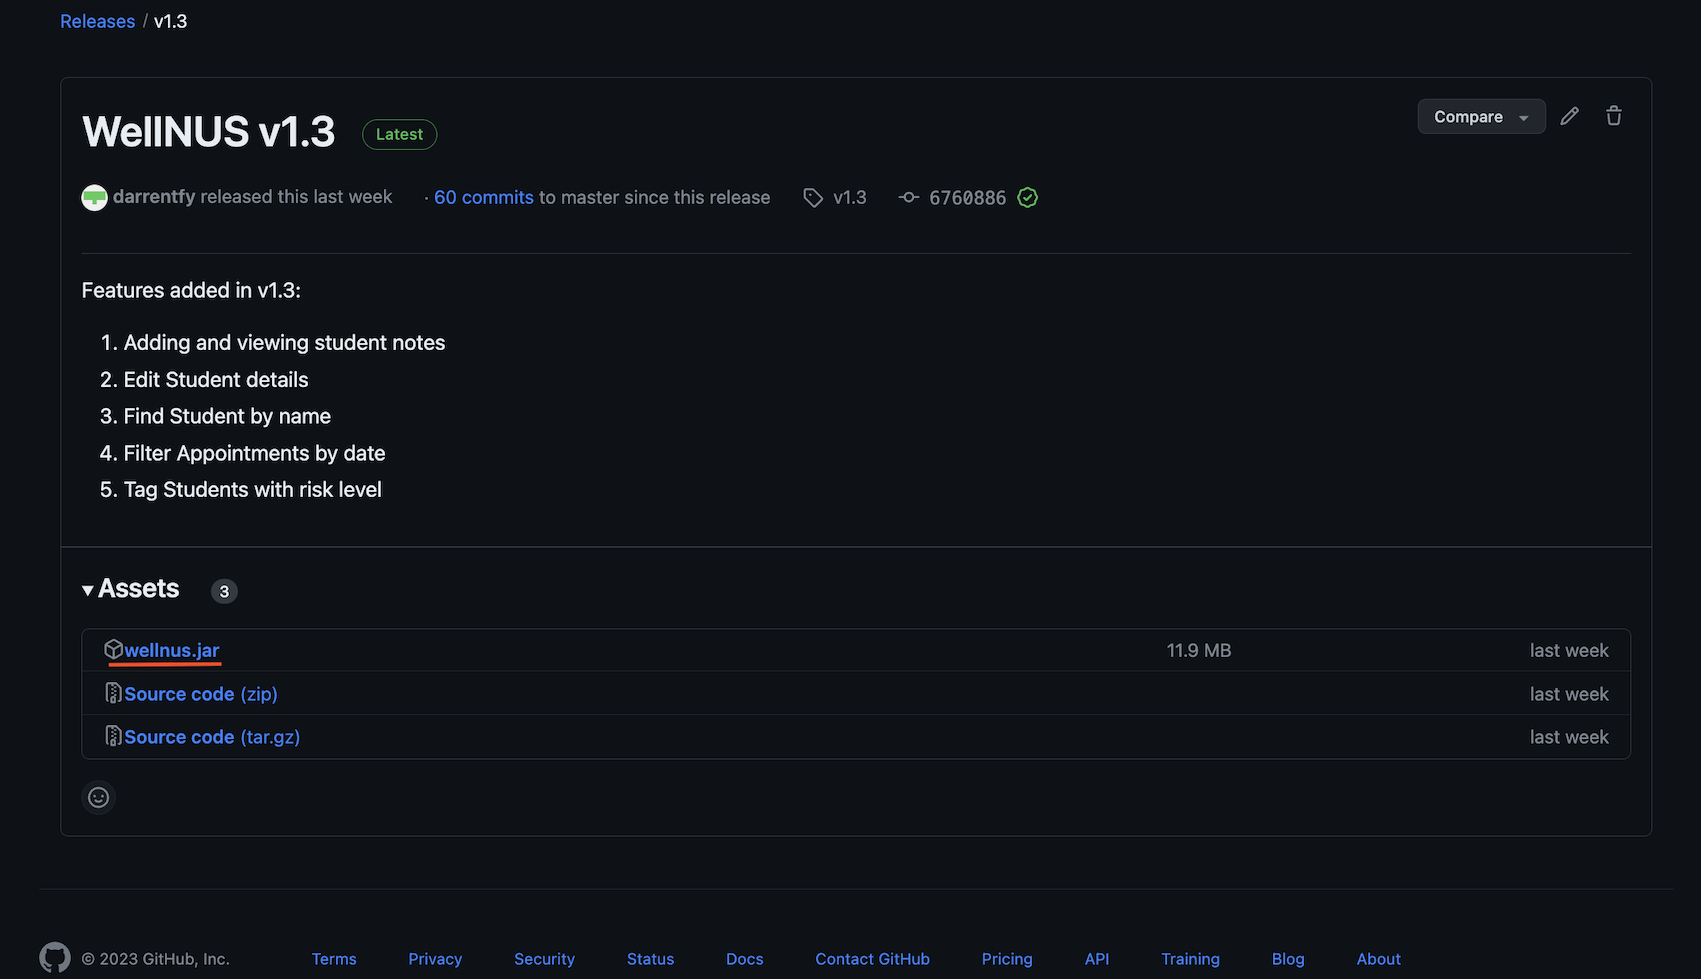 Releases / v1.3
WellNUS v1.3 Latest
Compare
darrentfy released this last week · 60 commits to master since this release v1.3 6760886
Features added in v1.3:
1. Adding and viewing student notes
2. Edit Student details
3. Find Student by name
4. Filter Appointments by date
5. Tag Students with risk level
Assets 3
wellnus.jar 11.9 MB last week
Source code (zip) last week
Source code (tar.gz) last week
© 2023 GitHub, Inc. Terms Privacy Security Status Docs Contact GitHub Pricing API Training Blog About